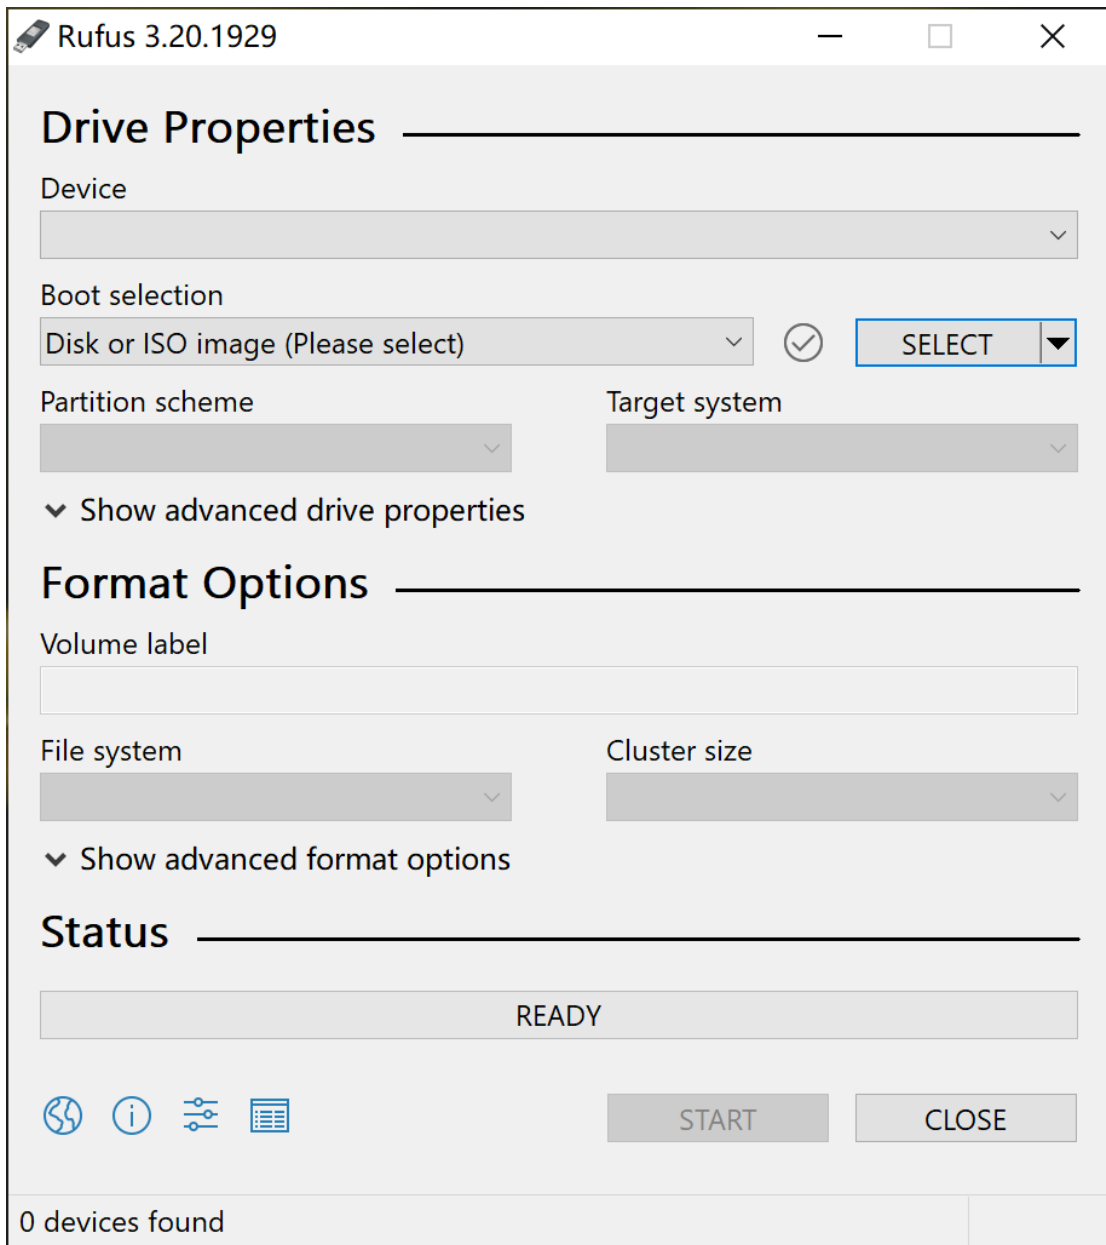 Rufus 3.20.1929
Drive Properties
Device
Boot selection
Disk or ISO image (Please select)
SELECT
Partition scheme
Target system
Show advanced drive properties
Format Options
Volume label
File system
Cluster size
Show advanced format options
Status
READY
START
CLOSE
0 devices found